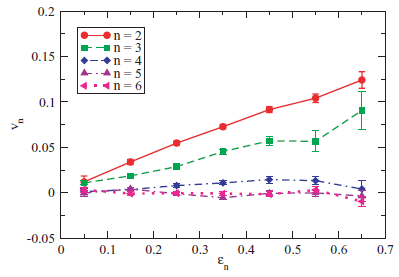 0.2
n = 2
n = 3
0.15
n = 4
n = 5
n = 6
0.1
v_n
0.05
0
-0.05
0 0.1 0.2 0.3 0.4 0.5 0.6 0.7
ε_n